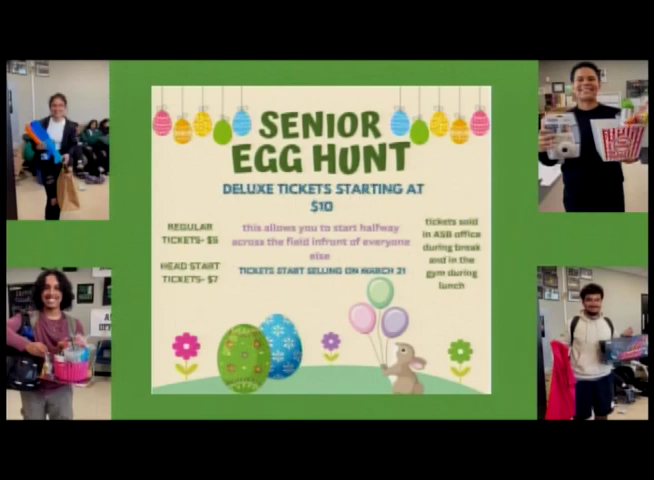 SENIOR
EGG HUNT
DELUXE TICKETS STARTING AT
$10
REGULAR
TICKETS- $5
HEAD START
TICKETS- $7
this allows you to start halfway
across the field infront of everyone
else
TICKETS START SELLING ON MARCH 21
tickets sold
in ASB office
during break
and in the
gym during
lunch